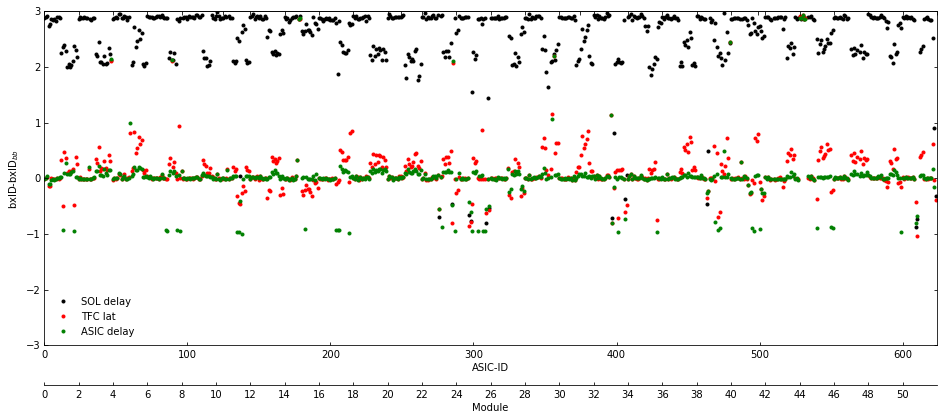 3
2
1
0
−1
−2
−3
bxID-bxID_bb
SOL delay
TFC lat
ASIC delay
0 100 200 300 400 500 600
ASIC-ID
0 2 4 6 8 10 12 14 16 18 20 22 24 26 28 30 32 34 36 38 40 42 44 46 48 50
Module